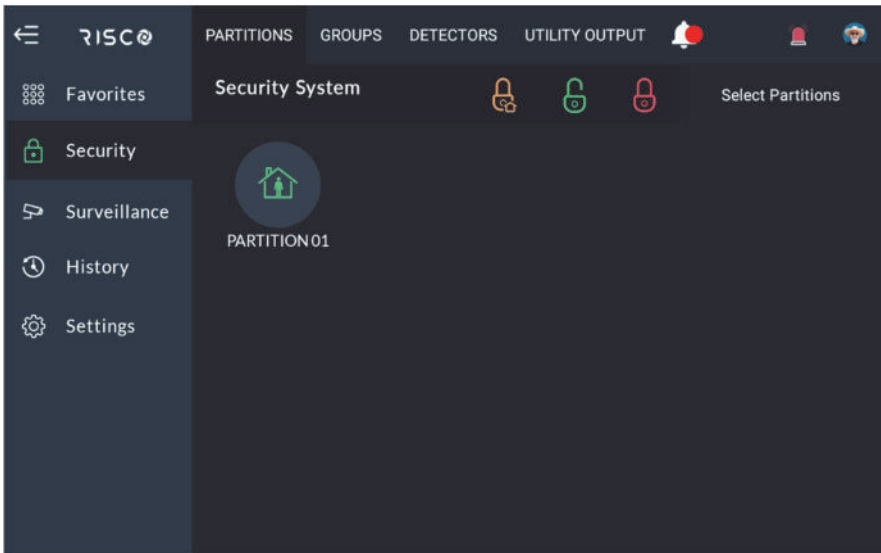 RISCO
PARTITIONS GROUPS DETECTORS UTILITY OUTPUT
Favorites
Security System
Select Partitions
Security
Surveillance
PARTITION 01
History
Settings